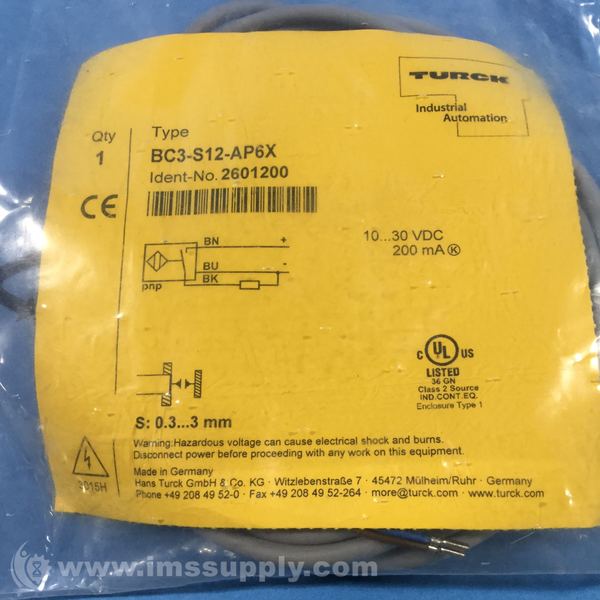 TURCK
Industrial
Automation
Qty
1
Type
BC3-S12-AP6X
Ident-No. 2601200
CE
10...30 VDC
200 mA Ⓚ
BN +
BU -
BK
pnp
C UL US
LISTED
36 GN
Class 2 Source
IND.CONT.EQ.
Enclosure Type 1
S: 0.3...3 mm
Warning:Hazardous voltage can cause electrical shock and burns.
Disconnect power before proceeding with any work on this equipment.
3015H
Made in Germany
Hans Turck GmbH & Co. KG · Witzlebenstraße 7 · 45472 Mülheim/Ruhr · Germany
Phone +49 208 49 52-0 · Fax +49 208 49 52-264 · more@turck.com · www.turck.com
© www.imssupply.com/